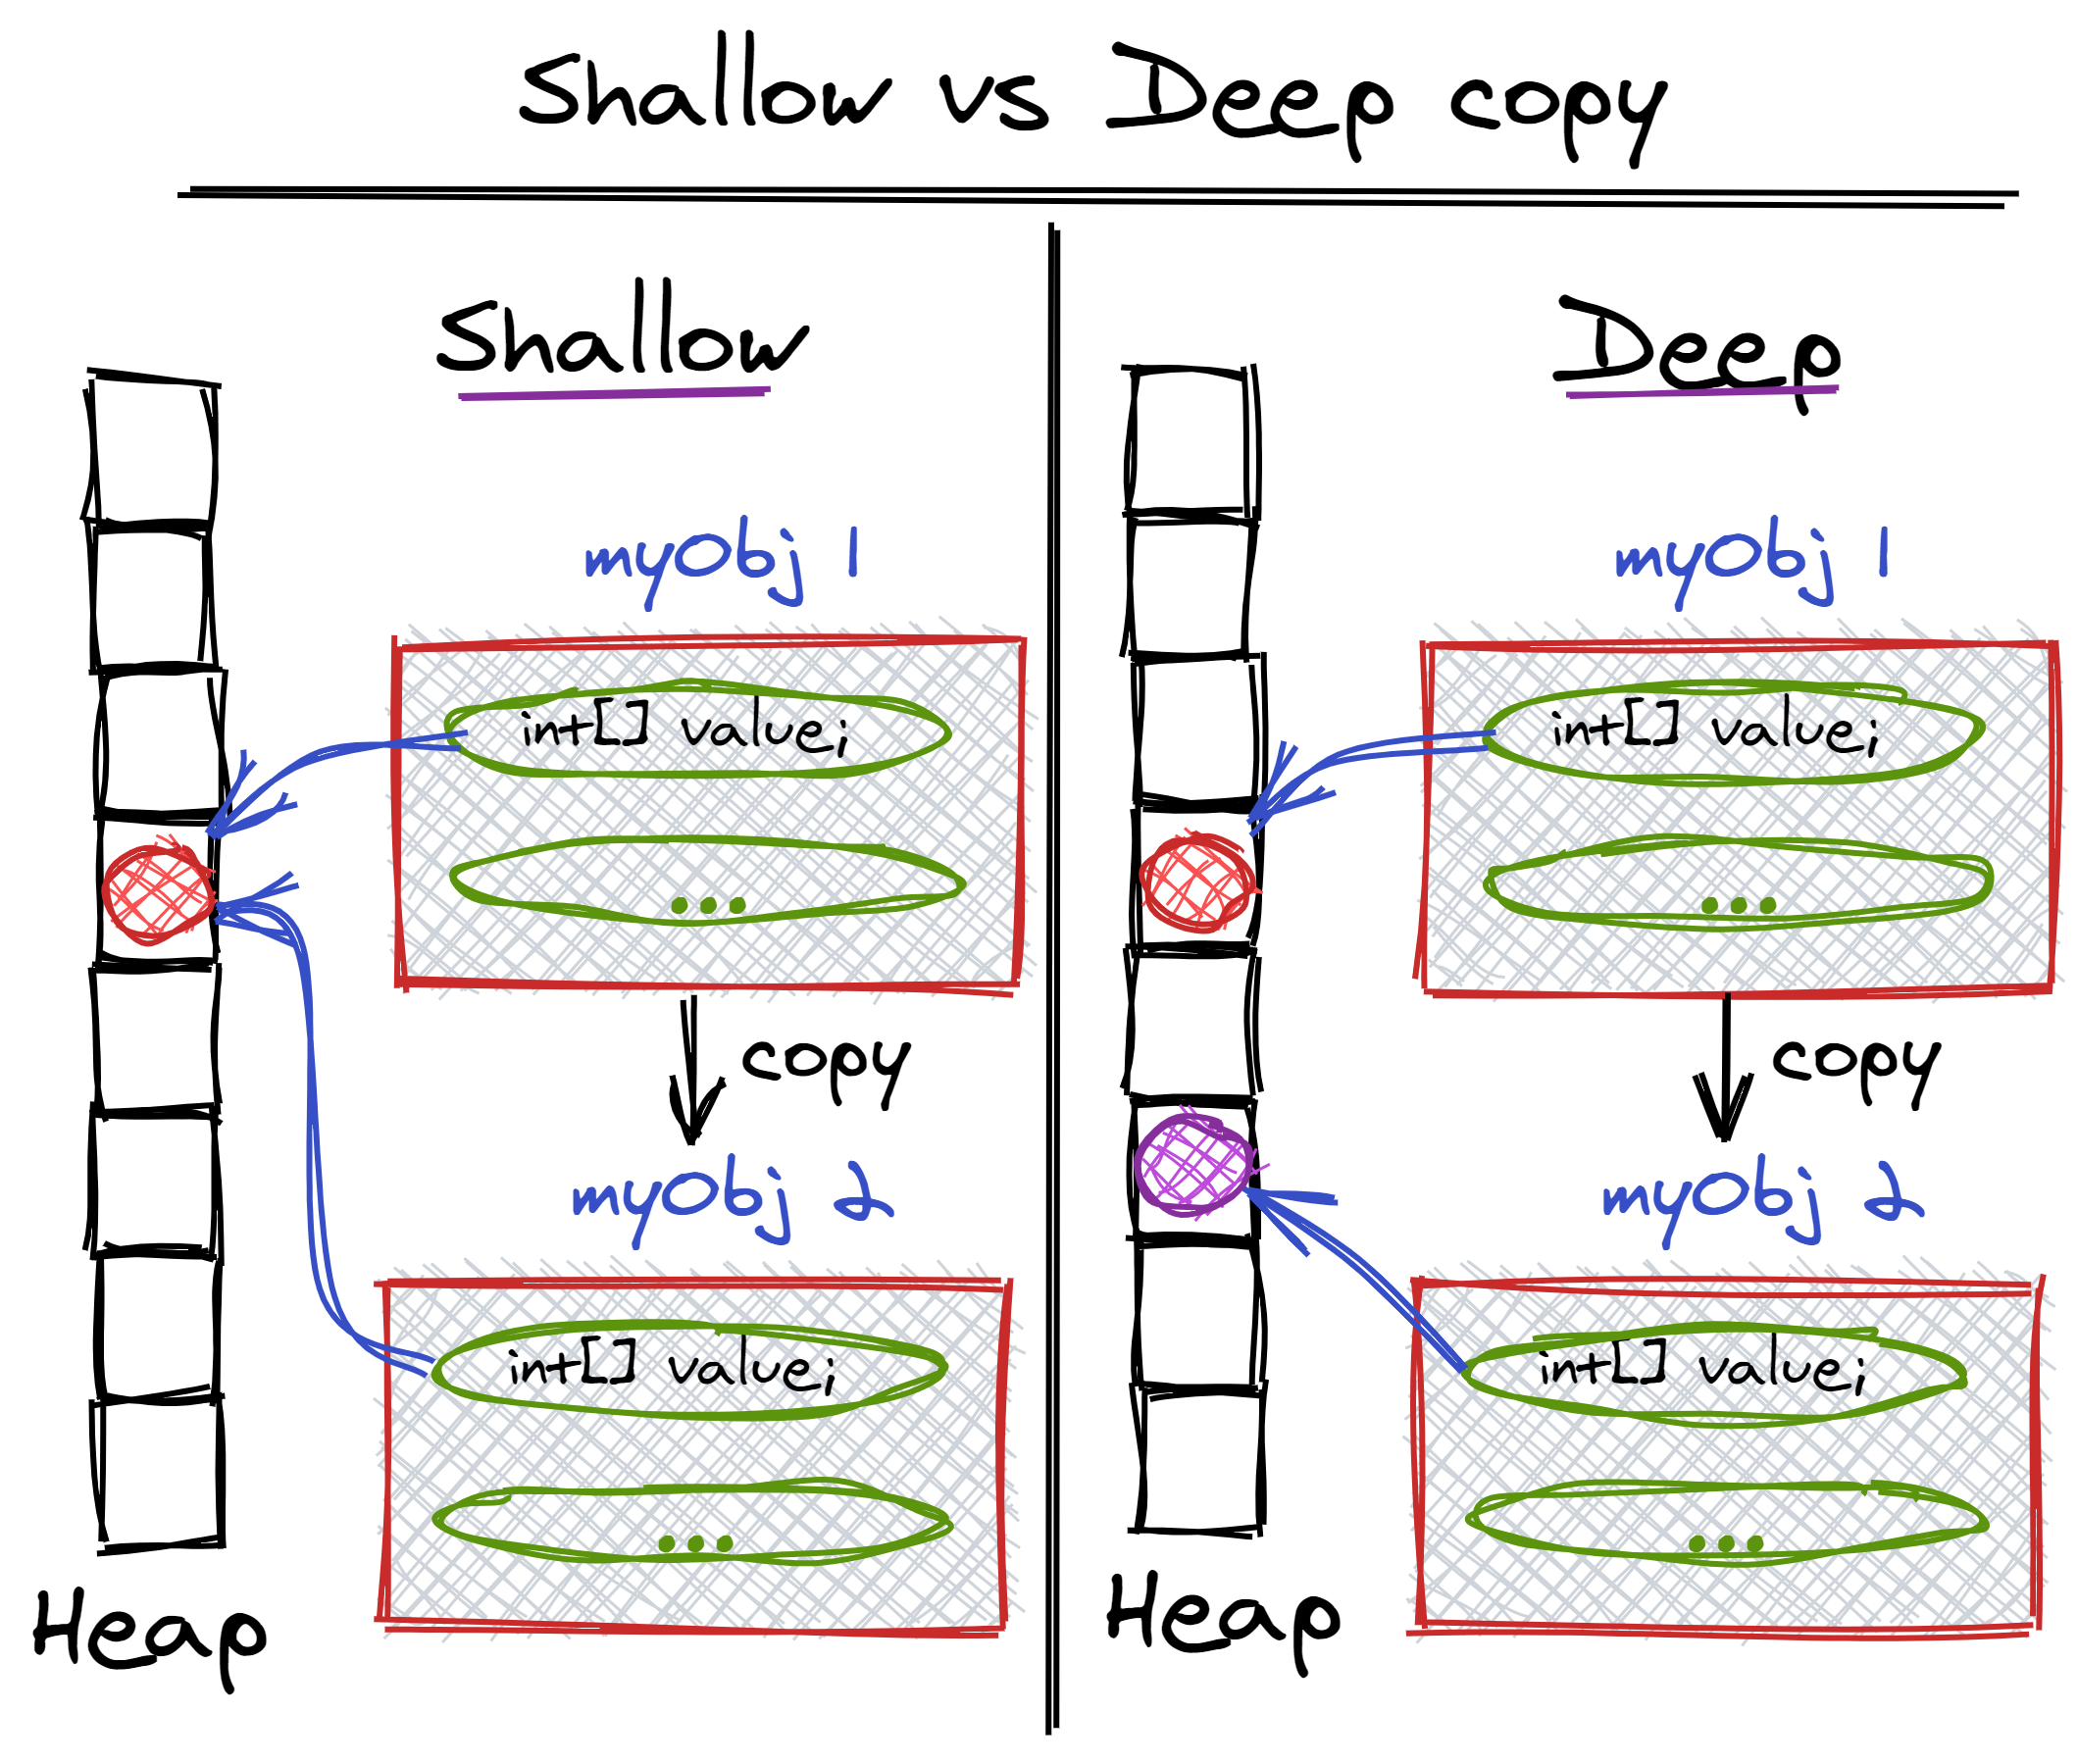 Shallow vs Deep copy
Shallow
myObj 1
int[] value;
...
copy
myObj 2
int[] value;
...
Heap
Deep
myObj 1
int[] value;
...
copy
myObj 2
int[] value;
...
Heap